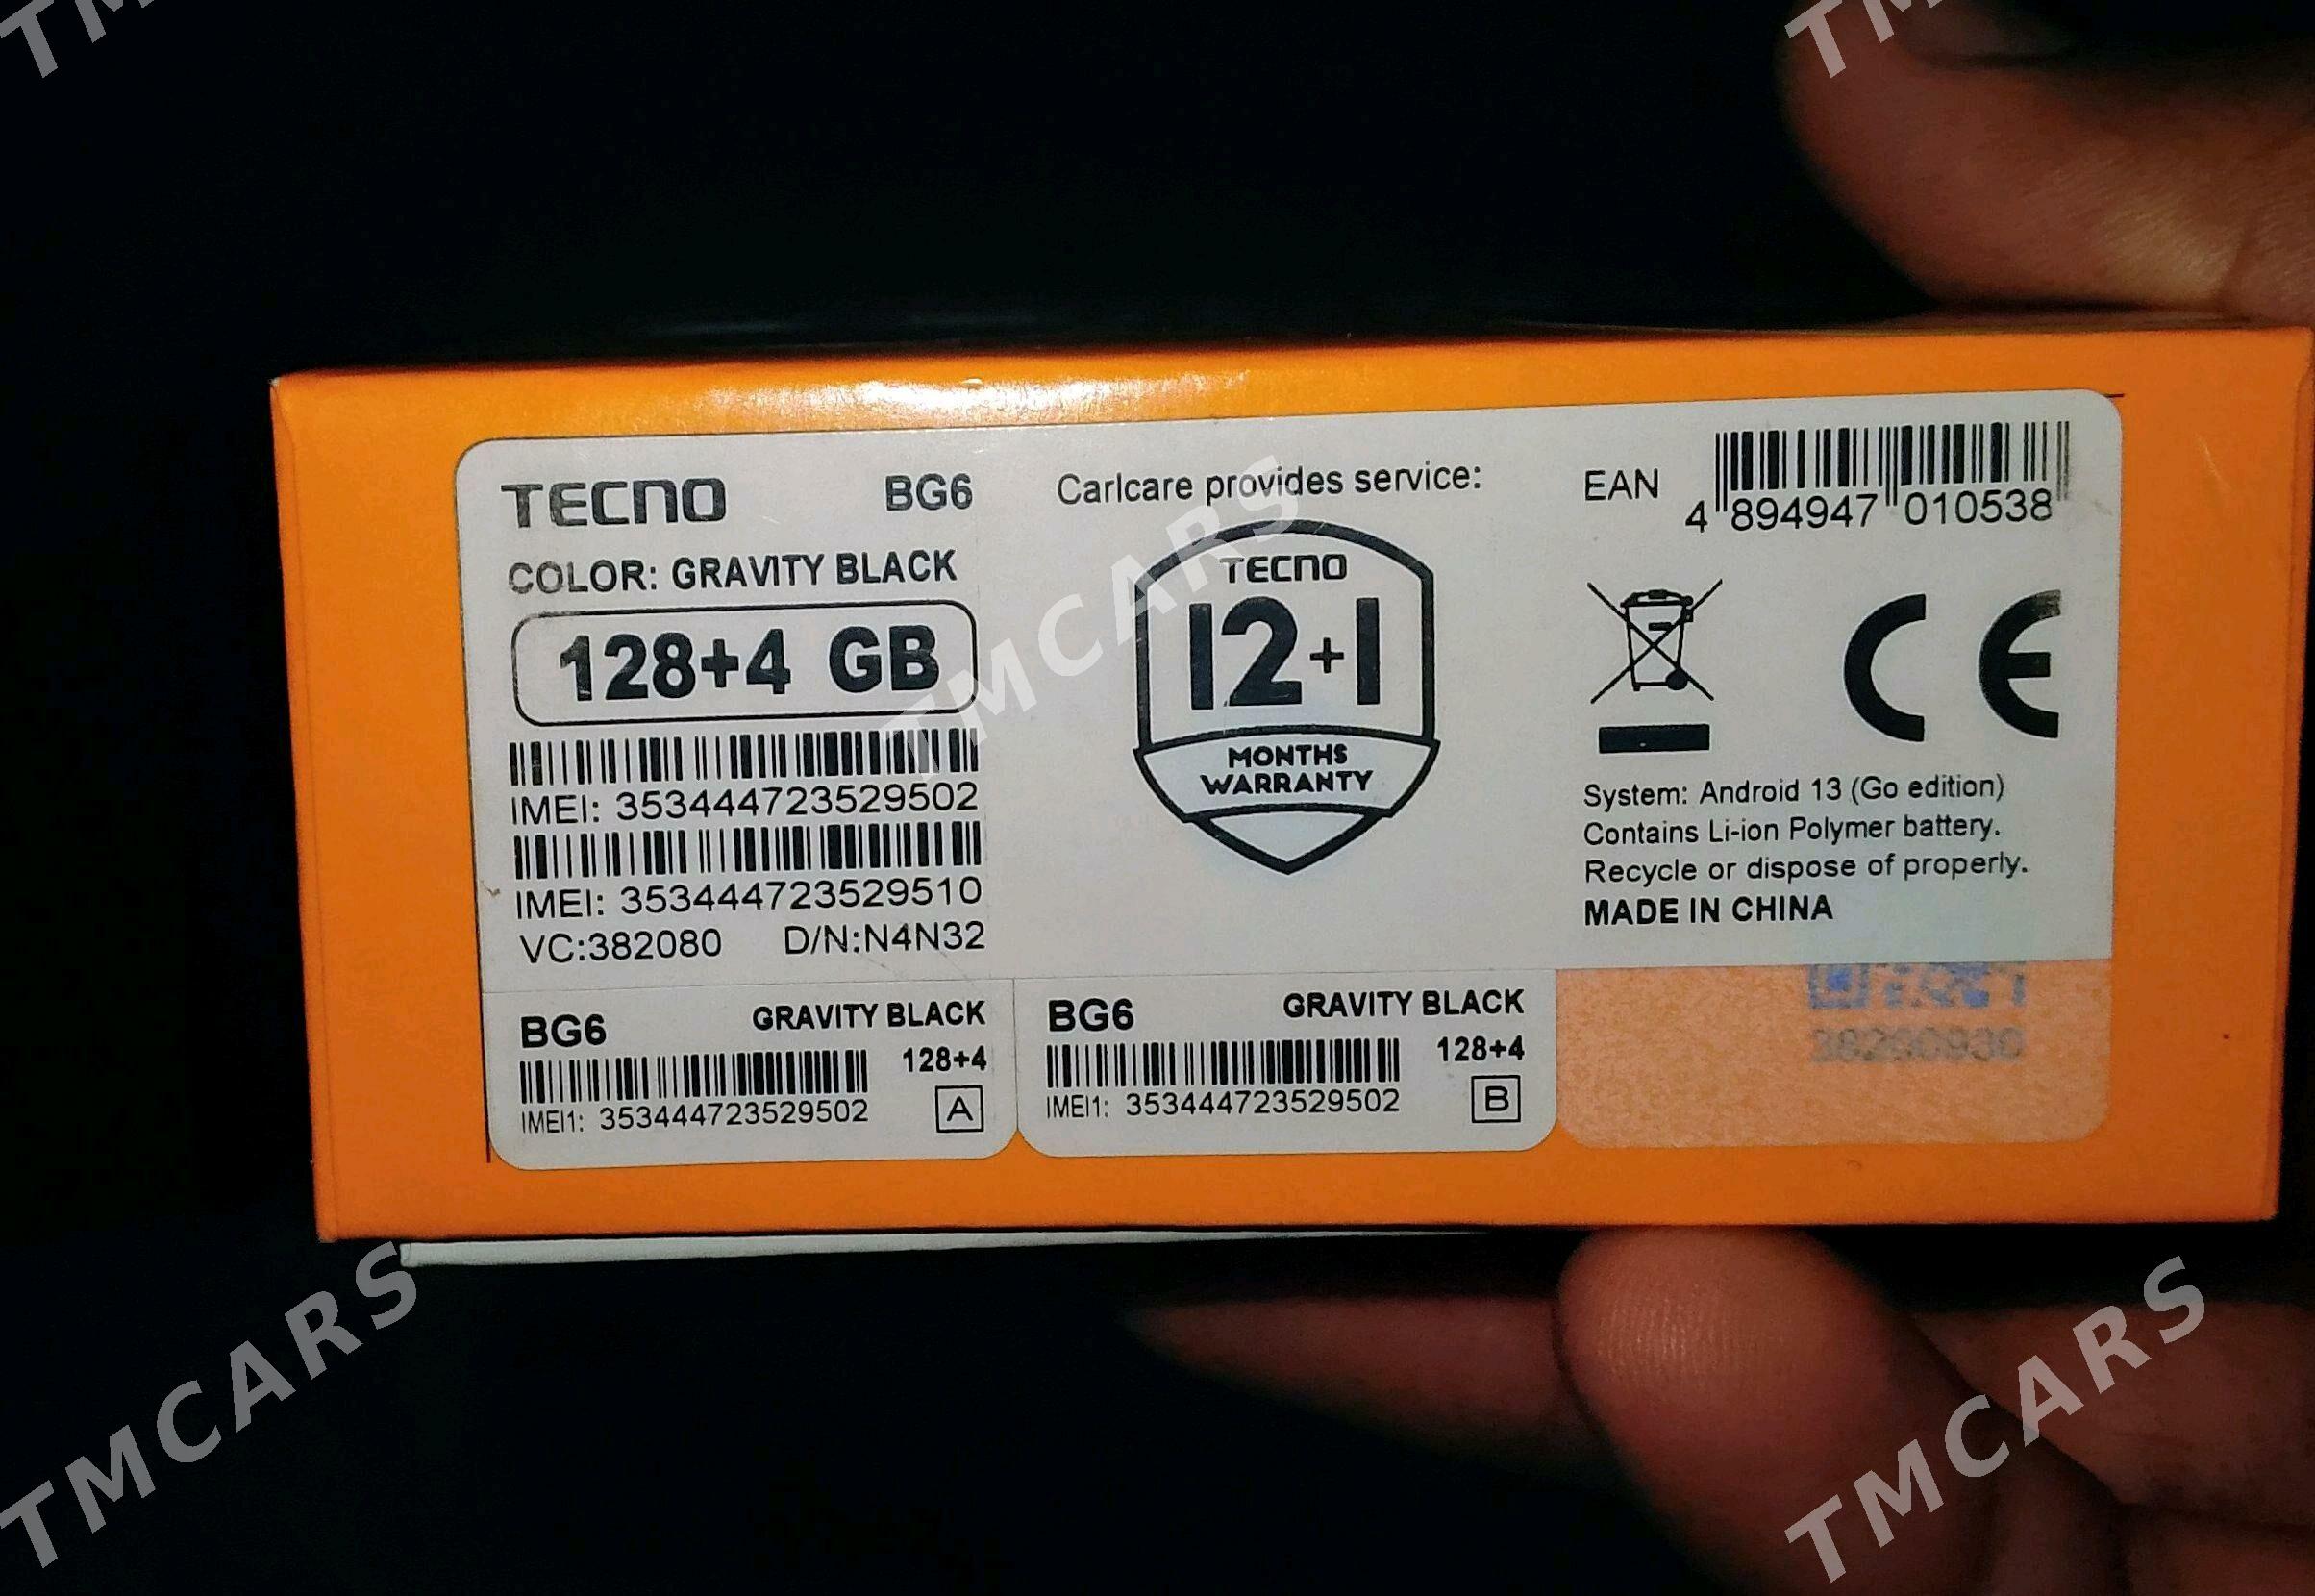 TECNO BG6
COLOR: GRAVITY BLACK
128+4 GB
IMEI: 353444723529502
IMEI: 353444723529510
VC:382080 D/N:N4N32
Carlcare provides service:
TECNO
12+1
MONTHS
WARRANTY
EAN
4 894947 010538
CE
System: Android 13 (Go edition)
Contains Li-ion Polymer battery.
Recycle or dispose of properly.
MADE IN CHINA
BG6 GRAVITY BLACK
128+4
IMEI1: 353444723529502 A
BG6 GRAVITY BLACK
128+4
IMEI1: 353444723529502 B
TMCARS
TMCARS
TMCARS